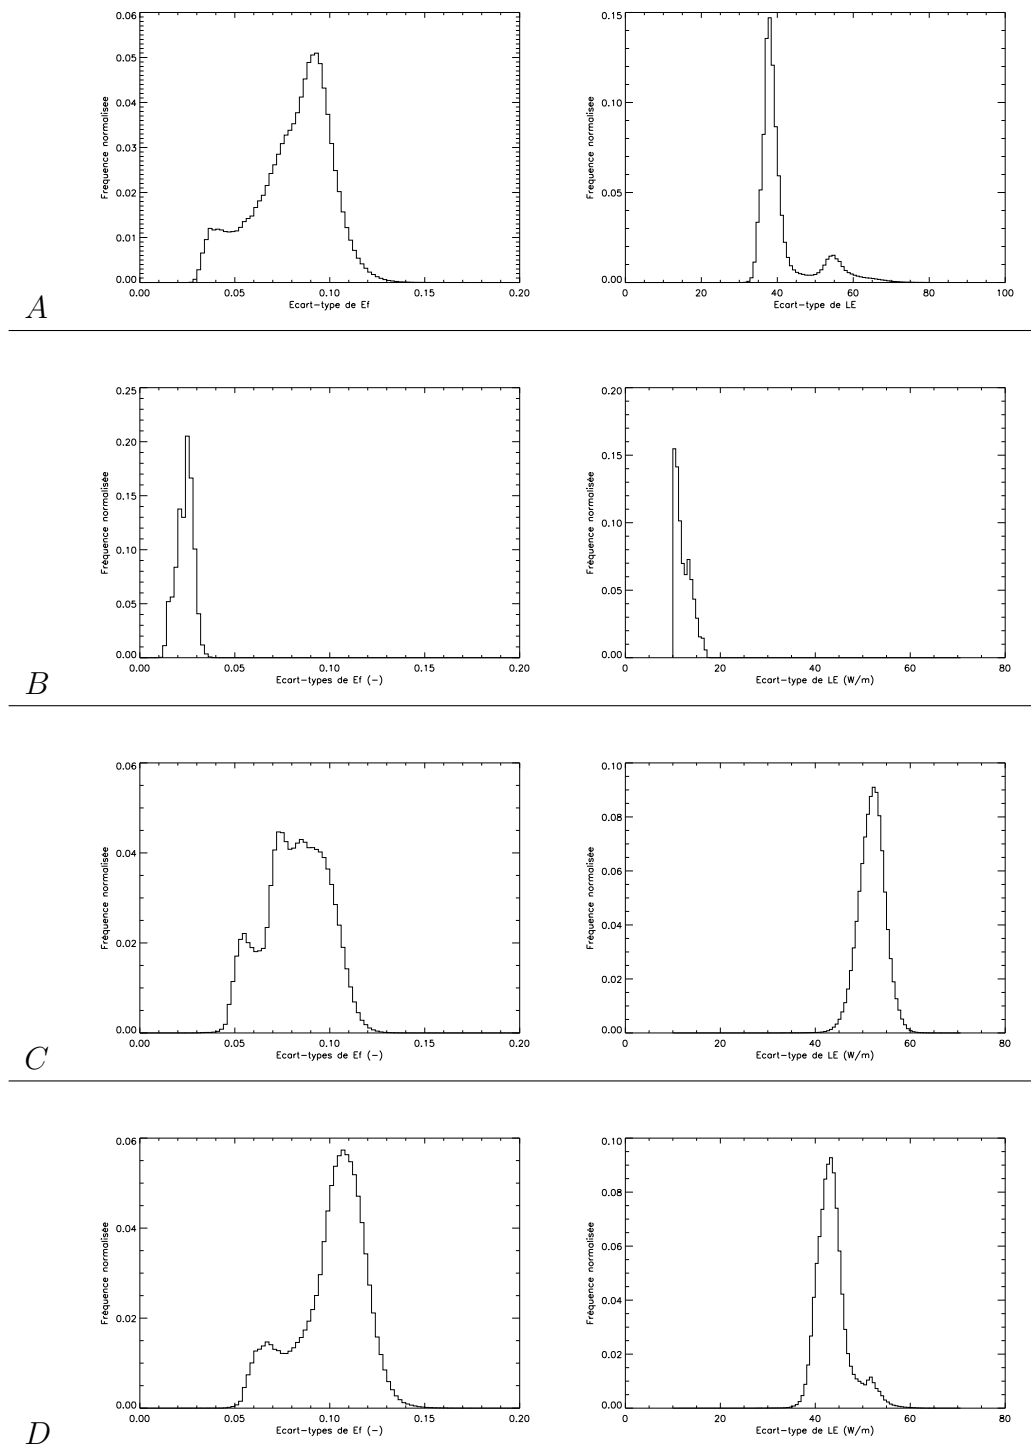 0.06
0.05
0.04
0.03
0.02
0.01
0.00
Frequence normalisee
0.00 0.05 0.10 0.15 0.20
Ecart-type de Ef
0.15
0.10
0.05
0.00
Frequence normalisee
0 20 40 60 80 100
Ecart-type de LE
A
0.25
0.20
0.15
0.10
0.05
0.00
Fréquence normalisée
0.00 0.05 0.10 0.15 0.20
Ecart-types de Ef (-)
0.20
0.15
0.10
0.05
0.00
Fréquence normalisée
0 20 40 60 80
Ecart-type de LE (W/m)
B
0.06
0.04
0.02
0.00
Fréquence normalisée
0.00 0.05 0.10 0.15 0.20
Ecart-types de Ef (-)
0.10
0.08
0.06
0.04
0.02
0.00
Fréquence normalisée
0 20 40 60 80
Ecart-type de LE (W/m)
C
0.06
0.04
0.02
0.00
Fréquence normalisée
0.00 0.05 0.10 0.15 0.20
Ecart-types de Ef (-)
0.10
0.08
0.06
0.04
0.02
0.00
Fréquence normalisée
0 20 40 60 80
Ecart-type de LE (W/m)
D